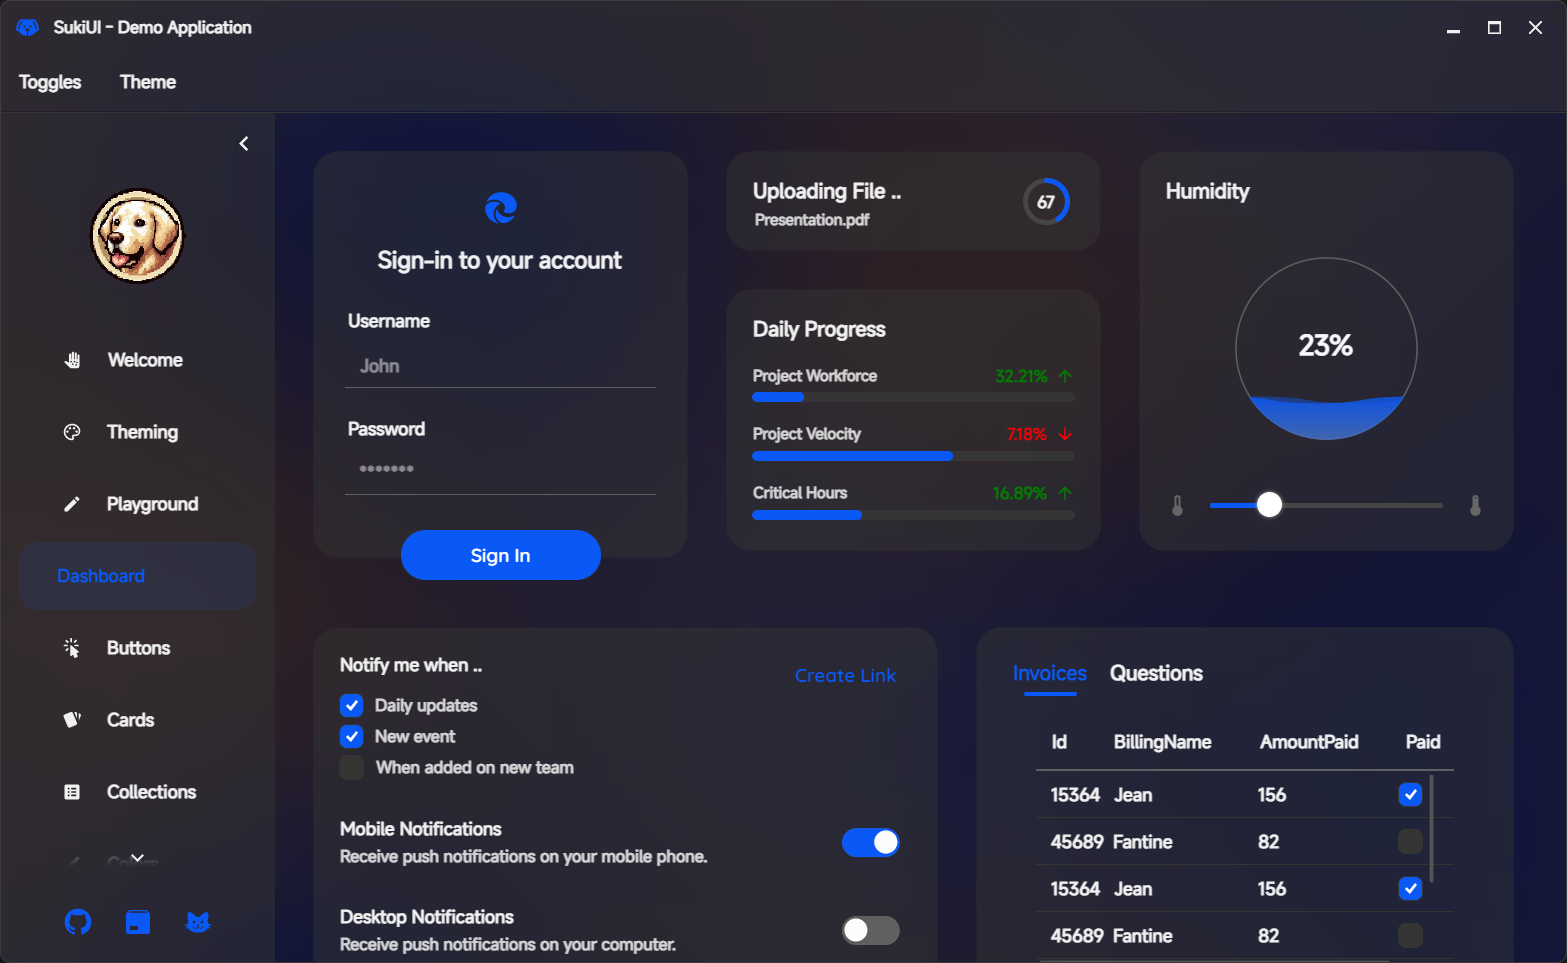 SukiUI - Demo Application
Toggles Theme
Welcome
Theming
Playground
Dashboard
Buttons
Cards
Collections
Colors
Sign-in to your account
Username
John
Password
*******
Sign In
Uploading File ..
Presentation.pdf
67
Daily Progress
Project Workforce 32.21%
Project Velocity 7.18%
Critical Hours 16.89%
Humidity
23%
Notify me when ..
Create Link
Daily updates
New event
When added on new team
Mobile Notifications
Receive push notifications on your mobile phone.
Desktop Notifications
Receive push notifications on your computer.
Invoices Questions
Id BillingName AmountPaid Paid
15364 Jean 156
45689 Fantine 82
15364 Jean 156
45689 Fantine 82